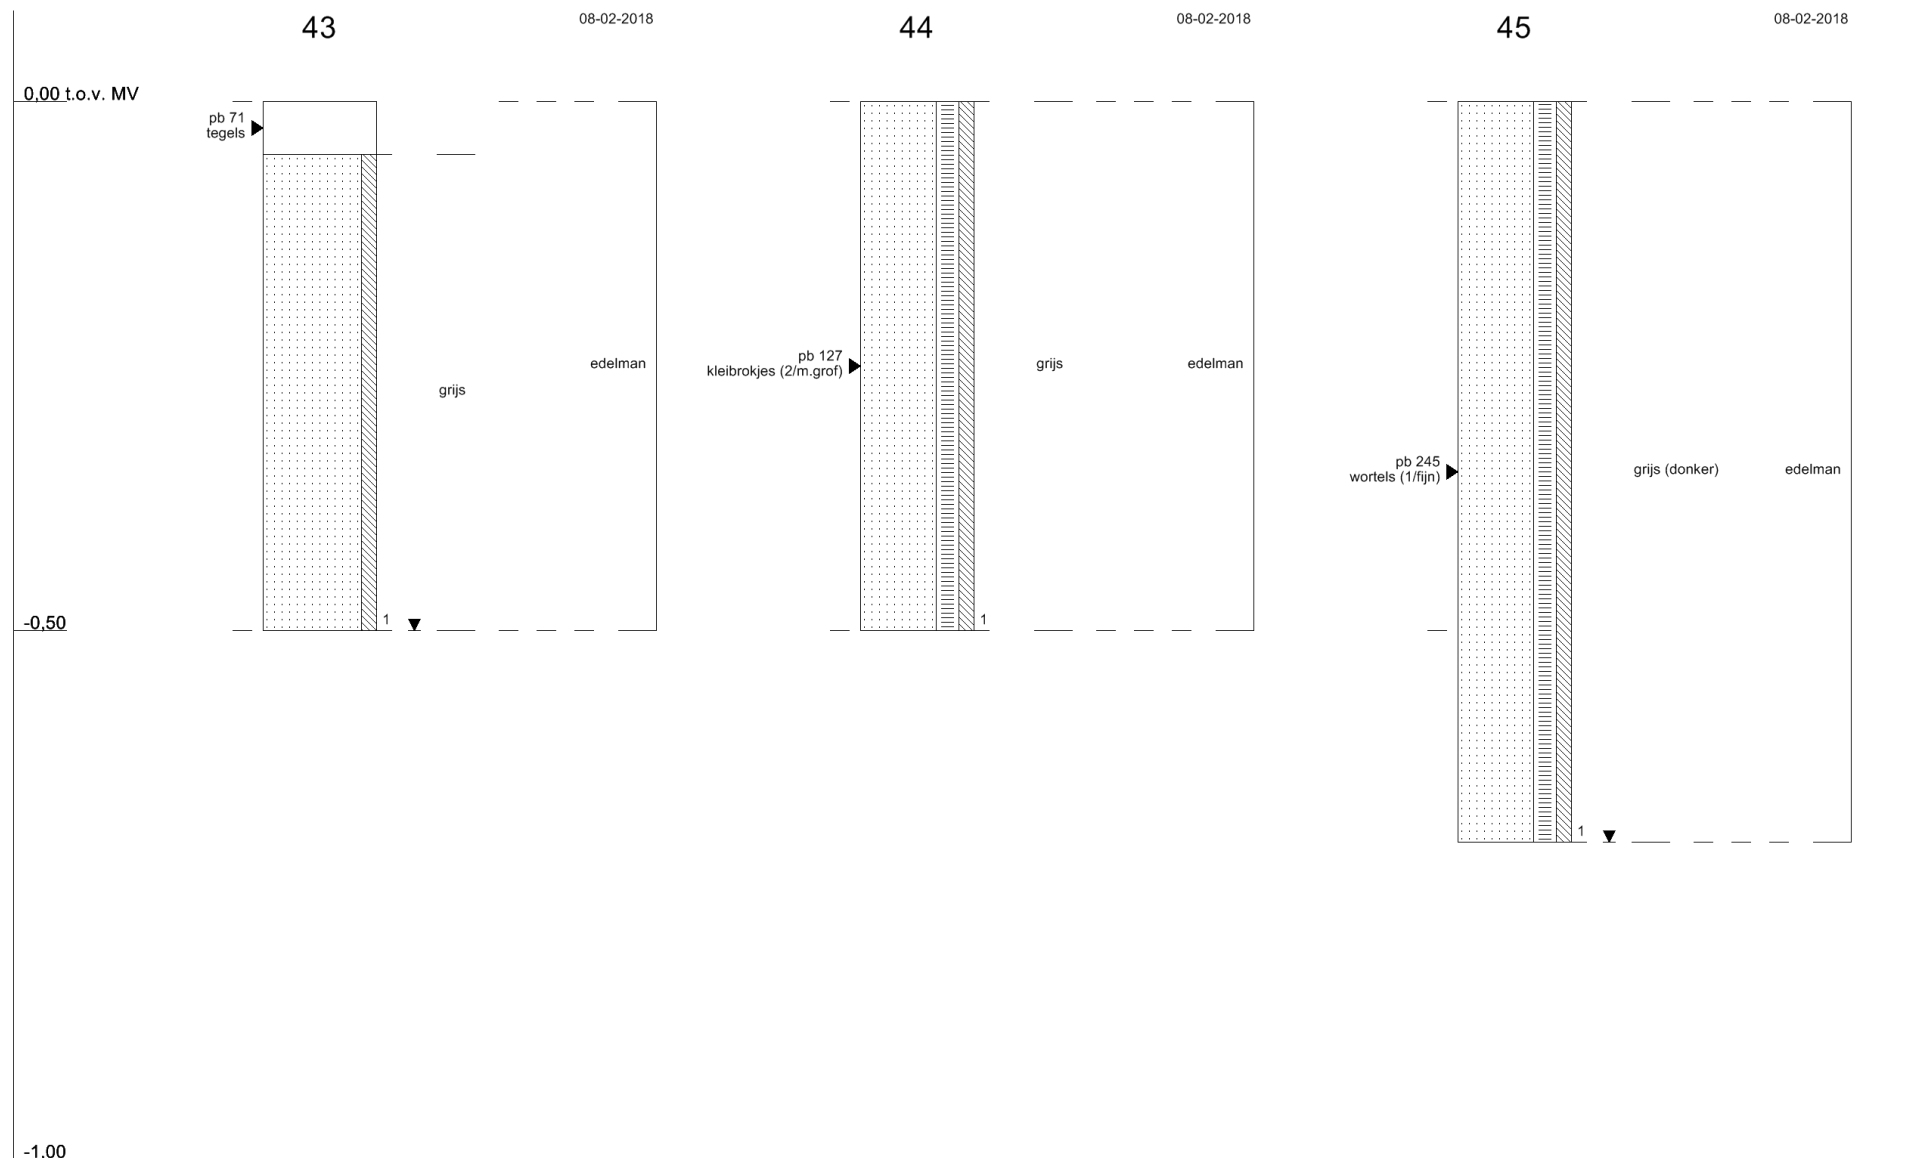 43
08-02-2018
44
08-02-2018
45
08-02-2018
0,00 t.o.v. MV
pb 71
tegels
grijs
edelman
1
pb 127
kleibrokjes (2/m.grof)
grijs
edelman
1
pb 245
wortels (1/fijn)
grijs (donker)
edelman
1
-0,50
-1,00